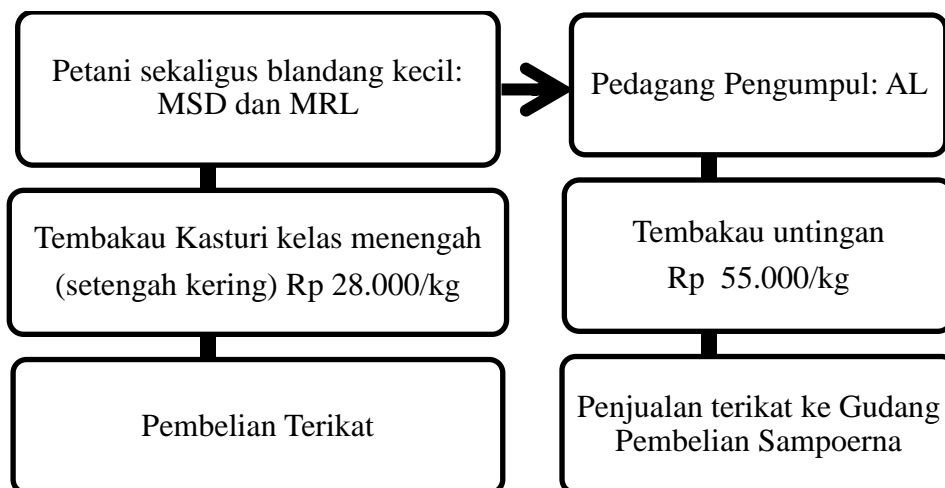 Petani sekaligus blandang kecil:
MSD dan MRL
Tembakau Kasturi kelas menengah
(setengah kering) Rp 28.000/kg
Pembelian Terikat
Pedagang Pengumpul: AL
Tembakau untingan
Rp 55.000/kg
Penjualan terikat ke Gudang
Pembelian Sampoerna